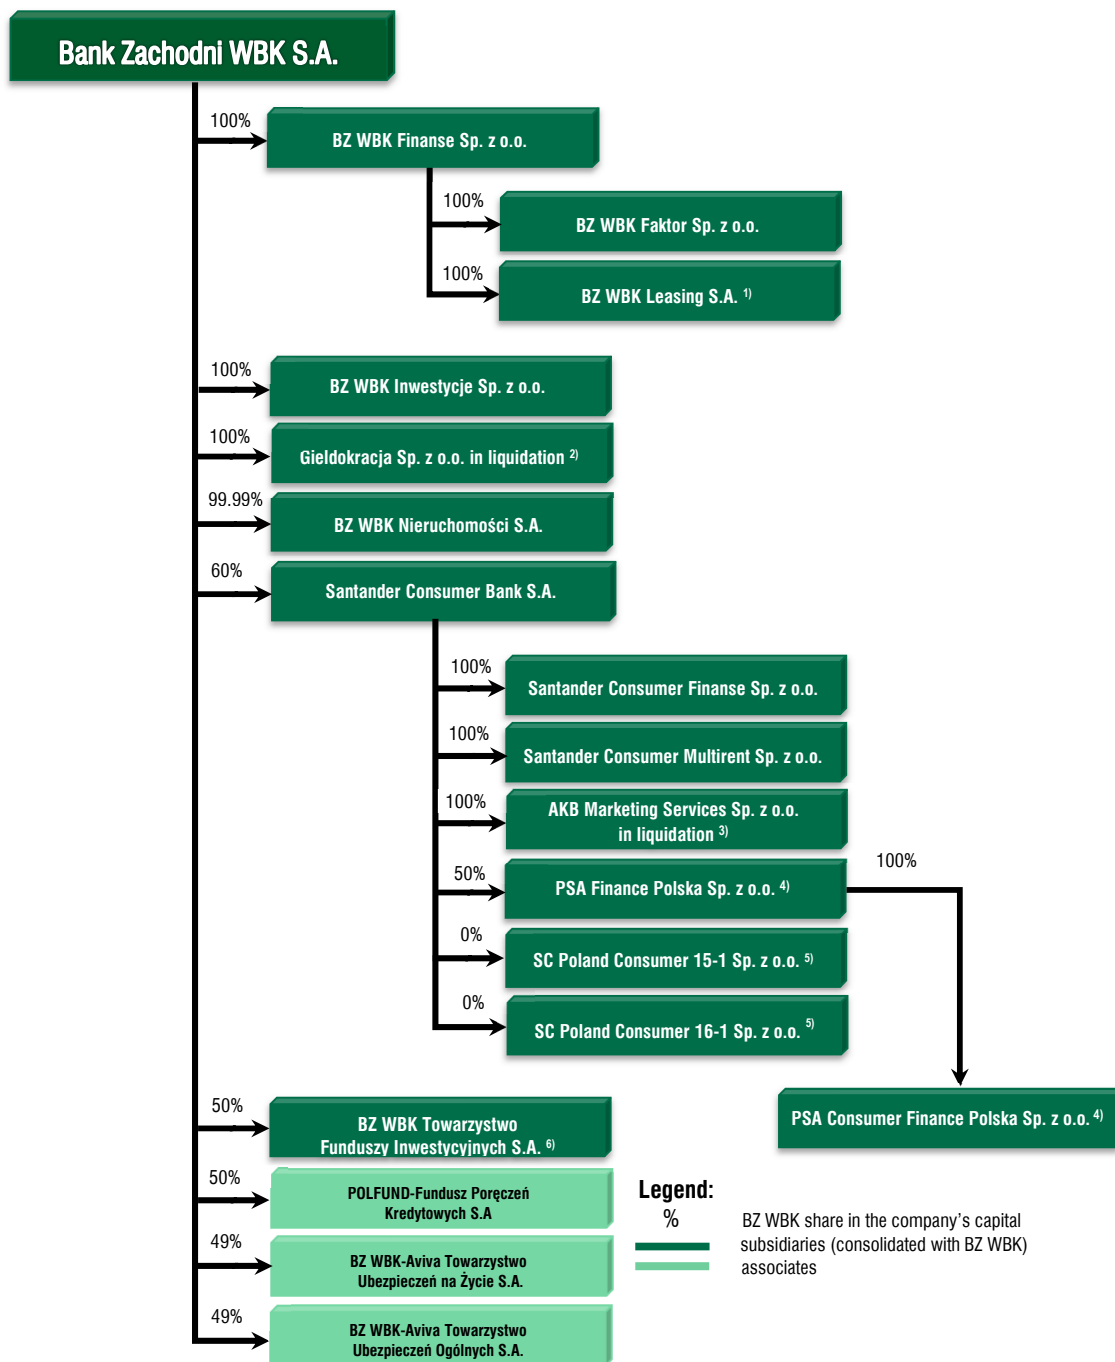 Bank Zachodni WBK S.A.
100%
BZ WBK Finanse Sp. z o.o.
100%
BZ WBK Faktor Sp. z o.o.
100%
BZ WBK Leasing S.A. 1)
100%
BZ WBK Inwestycje Sp. z o.o.
100%
Gieldokracja Sp. z o.o. in liquidation 2)
99.99%
BZ WBK Nieruchomości S.A.
60%
Santander Consumer Bank S.A.
100%
Santander Consumer Finanse Sp. z o.o.
100%
Santander Consumer Multirent Sp. z o.o.
100%
AKB Marketing Services Sp. z o.o.
in liquidation 3)
50%
PSA Finance Polska Sp. z o.o. 4)
100%
0%
SC Poland Consumer 15-1 Sp. z o.o. 5)
0%
SC Poland Consumer 16-1 Sp. z o.o. 5)
PSA Consumer Finance Polska Sp. z o.o. 4)
50%
BZ WBK Towarzystwo
Funduszy Inwestycyjnych S.A. 6)
50%
POLFUND-Fundusz Poręczeń
Kredytowych S.A
49%
BZ WBK-Aviva Towarzystwo
Ubezpieczeń na Życie S.A.
49%
BZ WBK-Aviva Towarzystwo
Ubezpieczeń Ogólnych S.A.
Legend:
% BZ WBK share in the company's capital
subsidiaries (consolidated with BZ WBK)
associates